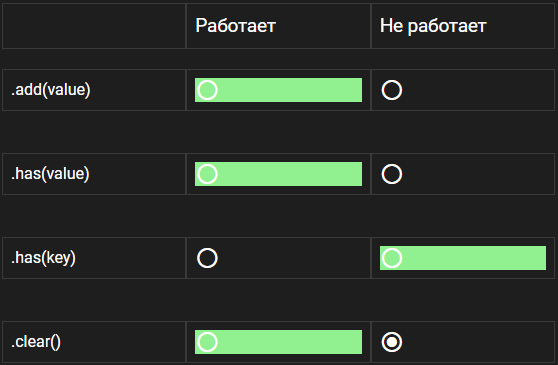 Работает Не работает
.add(value)
.has(value)
.has(key)
.clear()